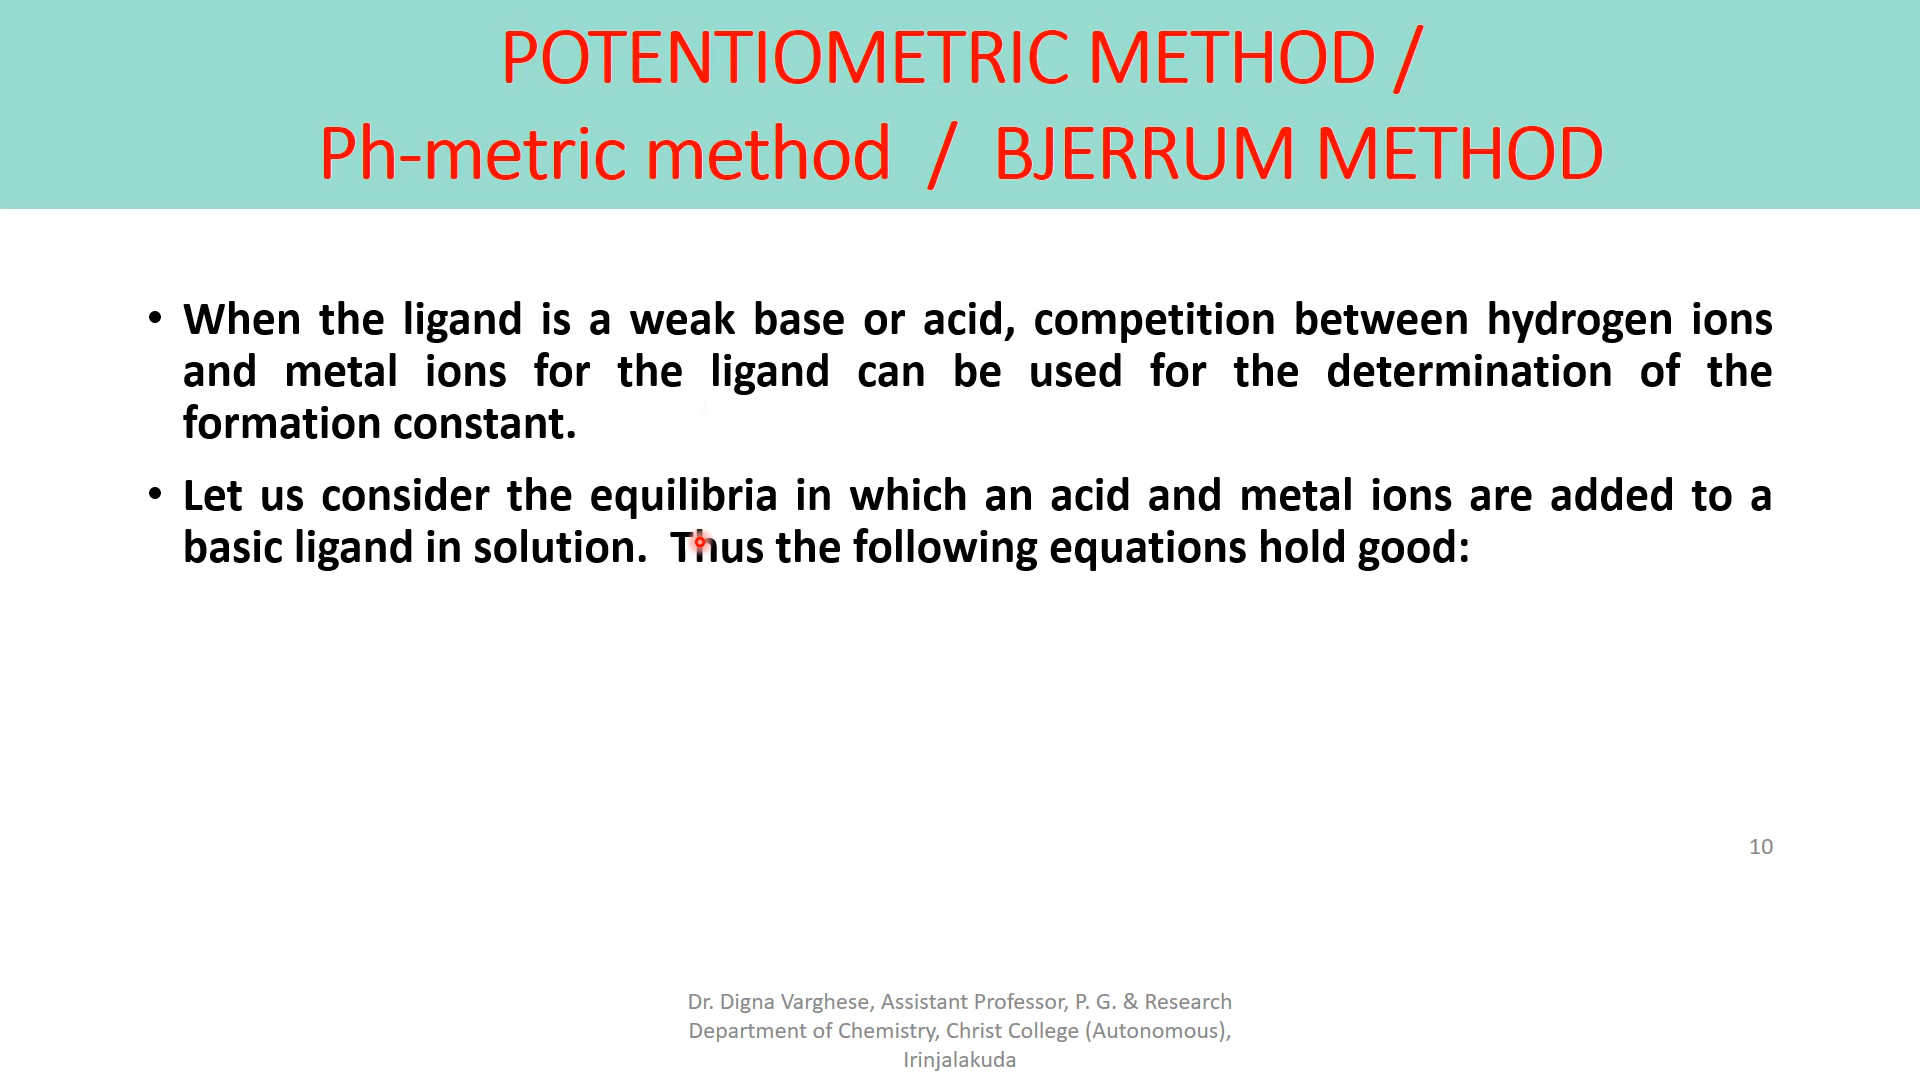 POTENTIOMETRIC METHOD /
Ph-metric method / BJERRUM METHOD
• When the ligand is a weak base or acid, competition between hydrogen ions
and metal ions for the ligand can be used for the determination of the
formation constant.
• Let us consider the equilibria in which an acid and metal ions are added to a
basic ligand in solution. Thus the following equations hold good:
10
Dr. Digna Varghese, Assistant Professor, P. G. & Research
Department of Chemistry, Christ College (Autonomous),
Irinjalakuda